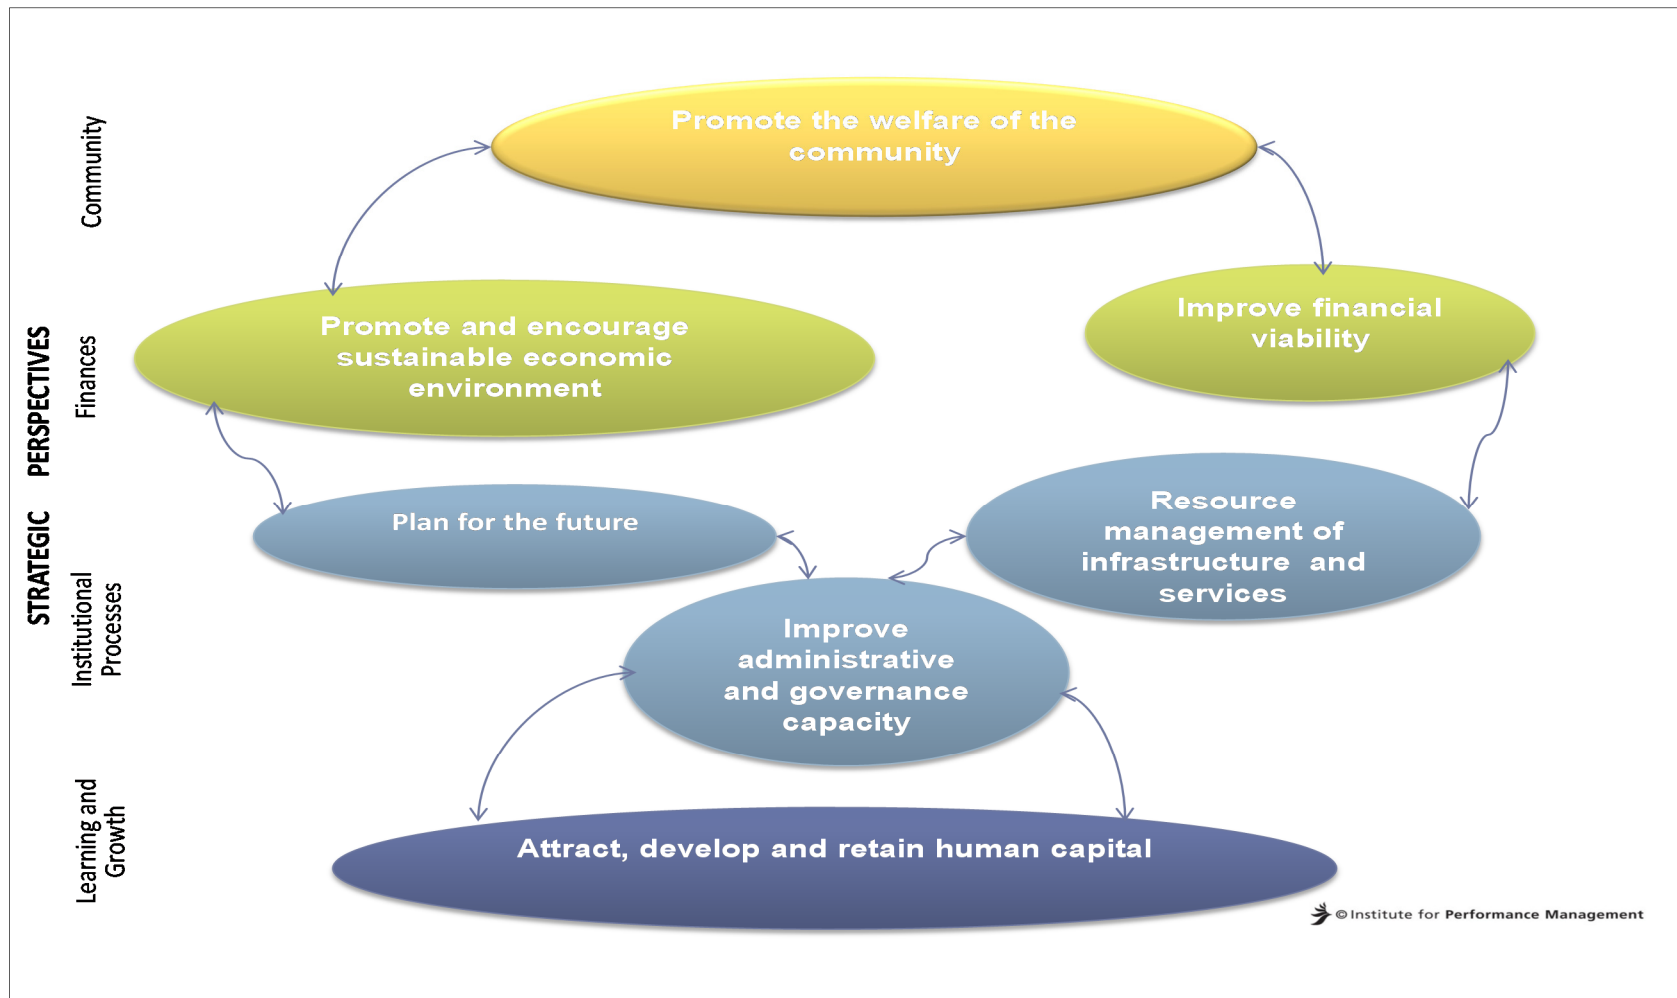 Community
Promote the welfare of the
community
STRATEGIC PERSPECTIVES
Finances
Promote and encourage
sustainable economic
environment
Improve financial
viability
Institutional
Processes
Plan for the future
Resource
management of
infrastructure and
services
Improve
administrative
and governance
capacity
Learning and
Growth
Attract, develop and retain human capital
© Institute for Performance Management